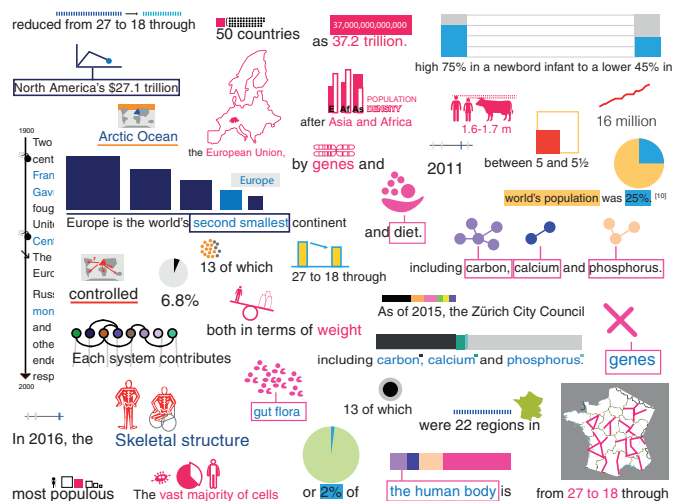 reduced from 27 to 18 through
50 countries
37,000,000,000,000
as 37.2 trillion.
high 75% in a newbord infant to a lower 45% in
North America's $27.1 trillion
Arctic Ocean
the European Union,
E Af As
POPULATION
DENSITY
after Asia and Africa
1.6-1.7 m
16 million
1900
Two
cent
Fran
Gav
foug
Unit
Cent
The
Euro
Rus
mon
and
othe
ende
resp
2000
by genes and
2011
between 5 and 5½
Europe
Europe is the world's second smallest continent
and diet.
world's population was 25%. [10]
controlled
6.8%
13 of which
27 to 18 through
including carbon, calcium and phosphorus.
both in terms of weight
As of 2015, the Zürich City Council
Each system contributes
including carbon, calcium and phosphorus.
genes
gut flora
13 of which
were 22 regions in
In 2016, the
Skeletal structure
most populous
The vast majority of cells
or 2% of
the human body is
from 27 to 18 through